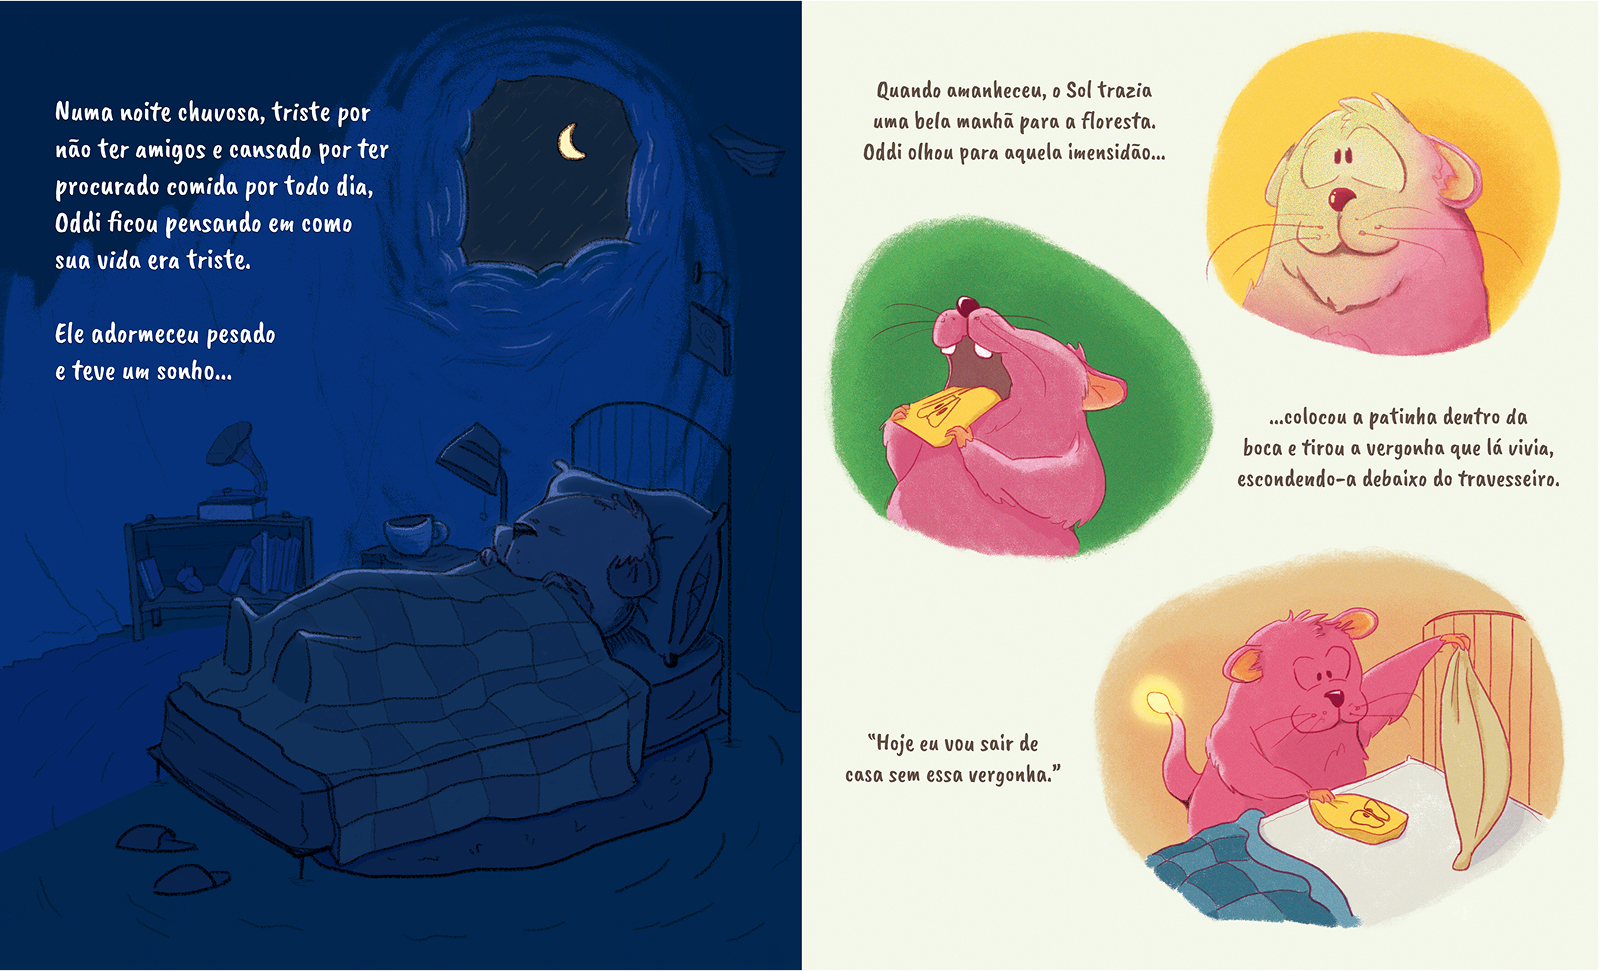 Numa noite chuvosa, triste por
não ter amigos e cansado por ter
procurado comida por todo dia,
Oddi ficou pensando em como
sua vida era triste.
Ele adormeceu pesado
e teve um sonho...
Quando amanheceu, o Sol trazia
uma bela manhã para a floresta.
Oddi olhou para aquela imensidão...
...colocou a patinha dentro da
boca e tirou a vergonha que lá vivia,
escondendo-a debaixo do travesseiro.
"Hoje eu vou sair de
casa sem essa vergonha."